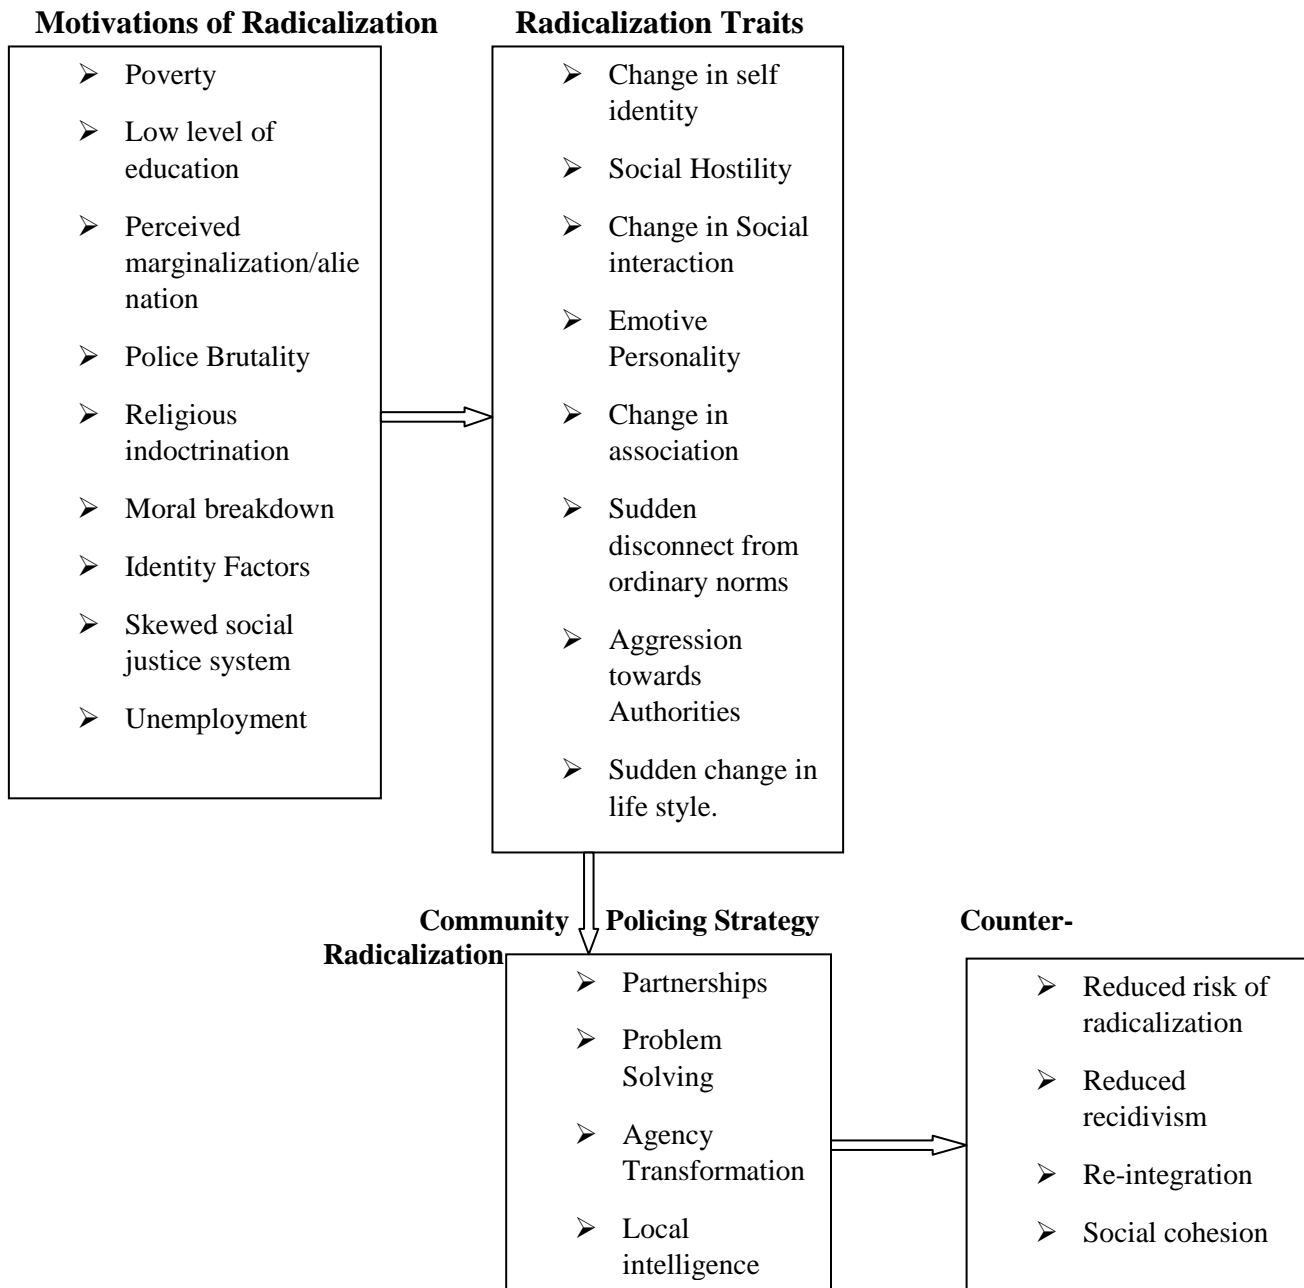 Motivations of Radicalization
➢ Poverty
➢ Low level of
education
➢ Perceived
marginalization/alie
nation
➢ Police Brutality
➢ Religious
indoctrination
➢ Moral breakdown
➢ Identity Factors
➢ Skewed social
justice system
➢ Unemployment
Radicalization Traits
➢ Change in self
identity
➢ Social Hostility
➢ Change in Social
interaction
➢ Emotive
Personality
➢ Change in
association
➢ Sudden
disconnect from
ordinary norms
➢ Aggression
towards
Authorities
➢ Sudden change in
life style.
Community Policing Strategy Counter-
Radicalization
➢ Partnerships
➢ Problem
Solving
➢ Agency
Transformation
➢ Local
intelligence
➢ Reduced risk of
radicalization
➢ Reduced
recidivism
➢ Re-integration
➢ Social cohesion